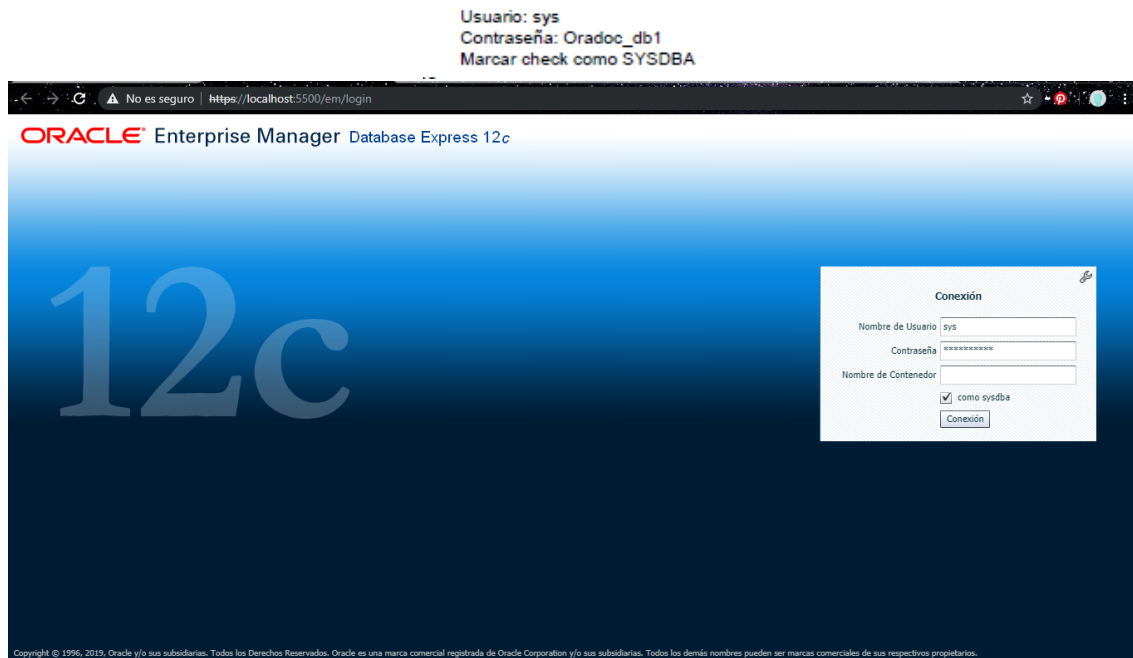 Usuario: sys
Contraseña: Oradoc_db1
Marcar check como SYSDBA
No es seguro | https://localhost:5500/em/login
ORACLE Enterprise Manager Database Express 12c
12c
Conexión
Nombre de Usuario sys
Contraseña **********
Nombre de Contenedor
como sysdba
Conexión
Copyright © 1996, 2019, Oracle y/o sus subsidiarias. Todos los Derechos Reservados. Oracle es una marca comercial registrada de Oracle Corporation y/o sus subsidiarias. Todos los demás nombres pueden ser marcas comerciales de sus respectivos propietarios.